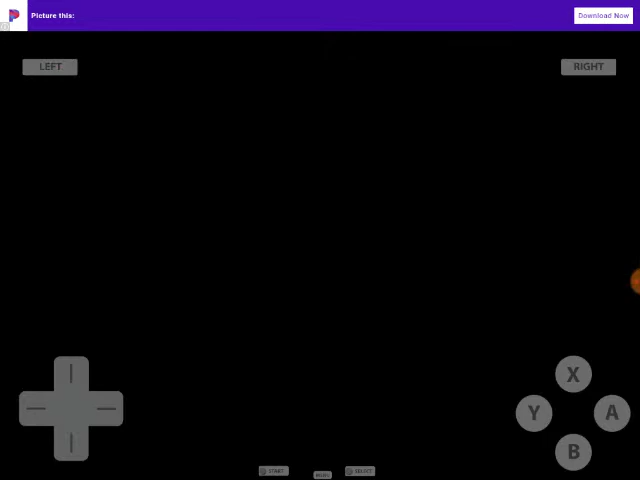 Picture this:
Download Now
LEFT
RIGHT
X
Y
A
B
START
SELECT